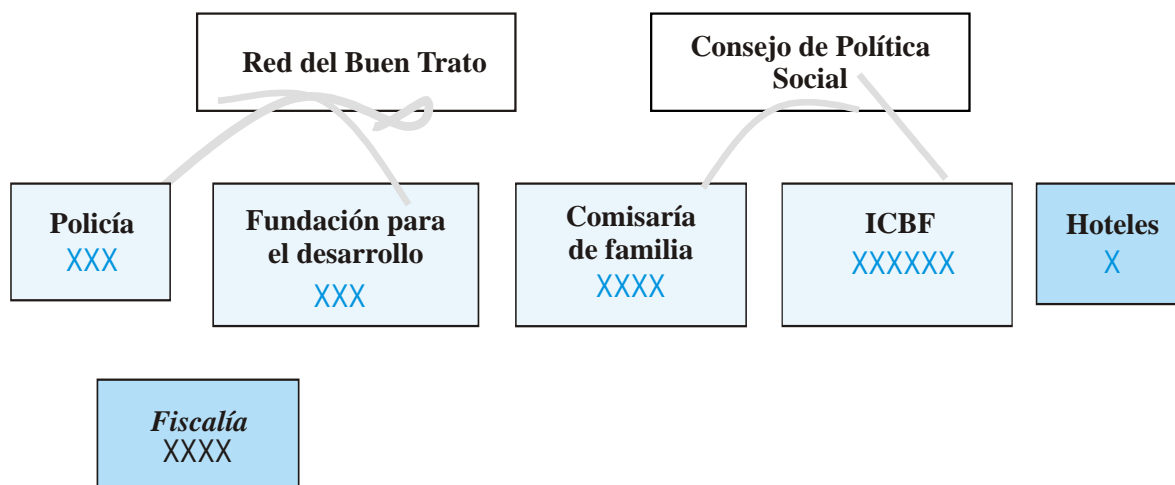 Red del Buen Trato
Consejo de Política
Social
Policía
XXX
Fundación para
el desarrollo
XXX
Comisaría
de familia
XXXX
ICBF
XXXXXX
Hoteles
X
Fiscalía
XXXX